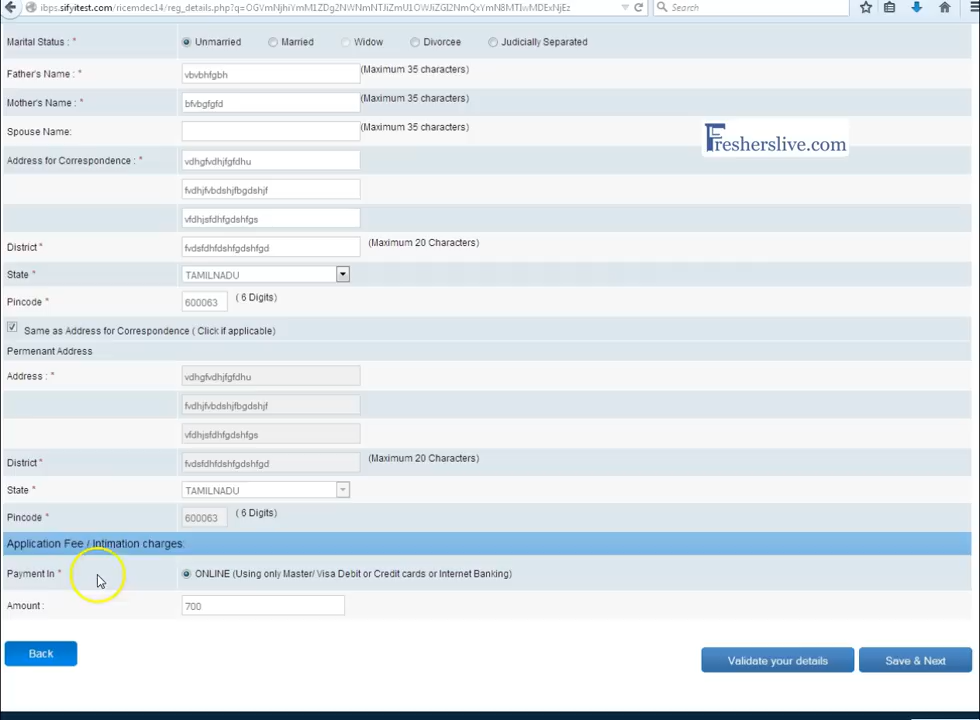 ibps.sifyitest.com/ricemdec14/reg_details.php?q=OGVmNjhiYmM1ZDg2NWNmNTJiZmU1OWJiZGI2NmQxYmN8MTIwMDExNjEz
Search
Marital Status : * Unmarried Married Widow Divorcee Judicially Separated
Father's Name : * vbvbhfgbh (Maximum 35 characters)
Mother's Name : * bfvbgfgfd (Maximum 35 characters)
Spouse Name: (Maximum 35 characters)
Fresherslive.com
Address for Correspondence : * vdhgfvdhjfgfdhu
fvdhjfvbdshjfbgdshjf
vfdhjsfdhfgdshfgs
District * fvdsfdhfdshfgdshfgd (Maximum 20 Characters)
State * TAMILNADU
Pincode * 600063 ( 6 Digits)
Same as Address for Correspondence ( Click if applicable)
Permenant Address
Address : * vdhgfvdhjfgfdhu
fvdhjfvbdshjfbgdshjf
vfdhjsfdhfgdshfgs
District * fvdsfdhfdshfgdshfgd (Maximum 20 Characters)
State * TAMILNADU
Pincode * 600063 ( 6 Digits)
Application Fee / Intimation charges:
Payment In * ONLINE (Using only Master/ Visa Debit or Credit cards or Internet Banking)
Amount : 700
Back Validate your details Save & Next